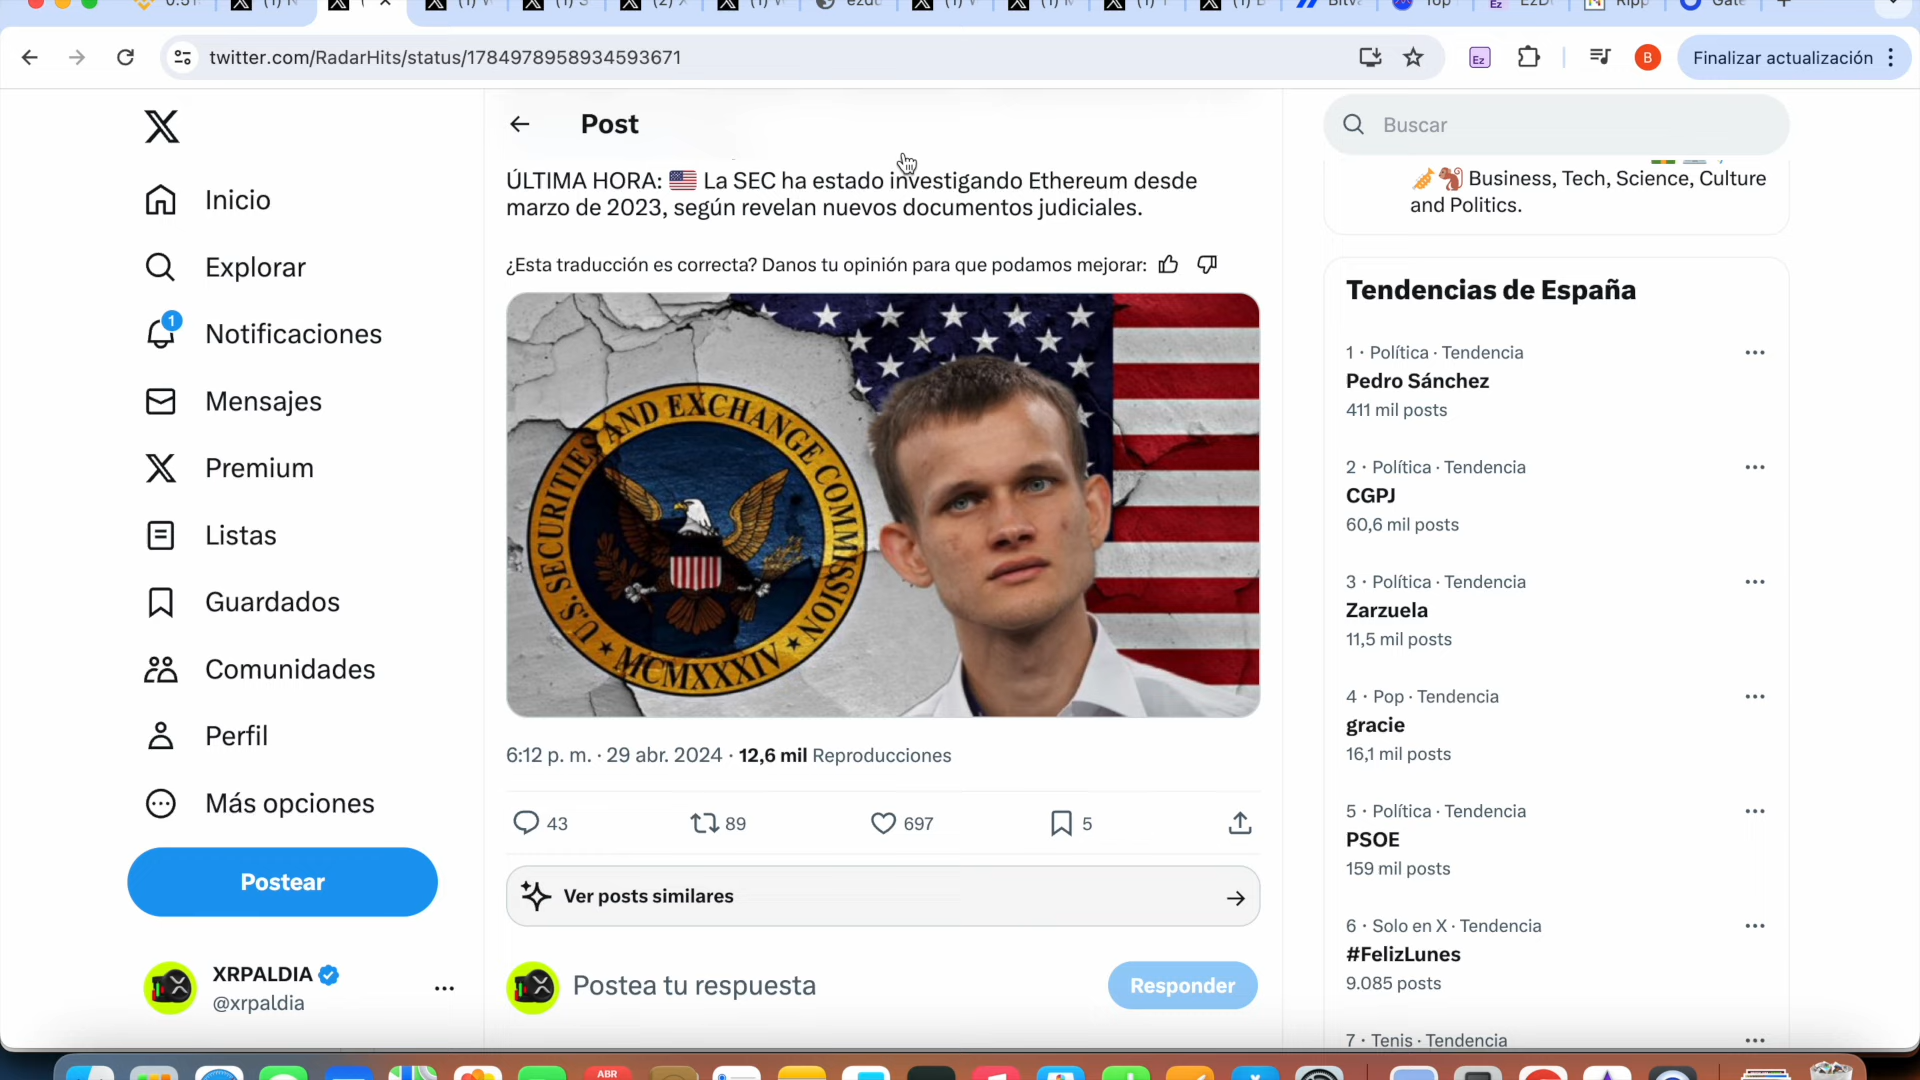 twitter.com/RadarHits/status/1784978958934593671
Ez
B
Finalizar actualización
Post
Buscar
Inicio
Explorar
1
Notificaciones
Mensajes
Premium
Listas
Guardados
Comunidades
Perfil
Más opciones
Postear
XRPALDIA
@xrpaldia
ÚLTIMA HORA: 🇺🇸 La SEC ha estado investigando Ethereum desde
marzo de 2023, según revelan nuevos documentos judiciales.
¿Esta traducción es correcta? Danos tu opinión para que podamos mejorar:
U.S. SECURITIES AND EXCHANGE COMMISSION
MCMXXXIV
6:12 p. m. · 29 abr. 2024 · 12,6 mil Reproducciones
43 89 697 5
Ver posts similares
Postea tu respuesta
Responder
Business, Tech, Science, Culture
and Politics.
Tendencias de España
1 · Política · Tendencia
Pedro Sánchez
411 mil posts
2 · Política · Tendencia
CGPJ
60,6 mil posts
3 · Política · Tendencia
Zarzuela
11,5 mil posts
4 · Pop · Tendencia
gracie
16,1 mil posts
5 · Política · Tendencia
PSOE
159 mil posts
6 · Solo en X · Tendencia
#FelizLunes
9.085 posts
7 · Tenis · Tendencia
ABR